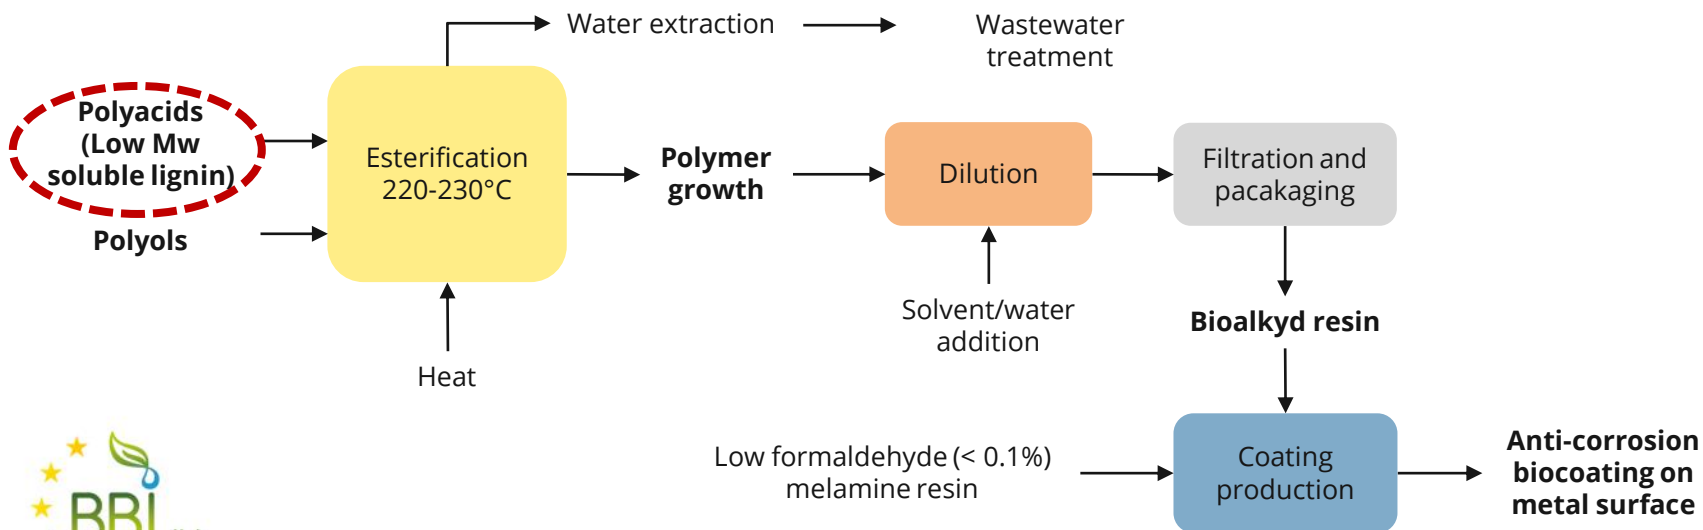 Water extraction
Wastewater
treatment
Polyacids
(Low Mw
soluble lignin)
Polyols
Esterification
220-230°C
Heat
Polymer
growth
Dilution
Solvent/water
addition
Filtration and
pacakaging
Bioalkyd resin
Low formaldehyde (< 0.1%)
melamine resin
Coating
production
Anti-corrosion
biocoating on
metal surface
BBI